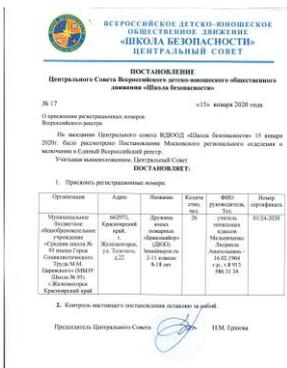 ВСЕРОССИЙСКОЕ ДЕТСКО-ЮНОШЕСКОЕ
ОБЩЕСТВЕННОЕ ДВИЖЕНИЕ
«ШКОЛА БЕЗОПАСНОСТИ»
ЦЕНТРАЛЬНЫЙ СОВЕТ
ПОСТАНОВЛЕНИЕ
Центрального Совета Всероссийского детско-юношеского общественного
движения «Школа безопасности»
№ 17 «15» января 2020 года
О присвоении регистрационных номеров
Всероссийского реестра
На заседании Центрального совета ВДЮОД «Школа безопасности» 15 января
2020г. было рассмотрено Постановление Московского регионального отделения о
включении в Единый Всероссийский реестр.
Учитывая вышеизложенное, Центральный Совет
ПОСТАНОВЛЯЕТ:
1. Присвоить регистрационные номера:
Организация Адрес Название Количество, чел. ФИО руководителя, Тел. Номер сертификата
Муниципальное
бюджетное
общеобразовательное
учреждение
«Средняя школа №
93 имени Героя
Социалистического
Труда М.М.
Царевского» (МБОУ
Школа № 93)
г.Железногорск
Красноярский край
662972,
Красноярский
край,
г.
Железногорск,
ул. Толстого,
д.22
Дружина
юных
пожарных
(ДЮП)
2-11 классы
8-18 лет
26
учитель
начальных
классов
Мельниченко
Людмила
Анатольевна –
16.02.1964
01/24-2020
2. Контроль настоящего постановления оставляю за собой.
Председатель Центрального Совета Н.М. Ершова